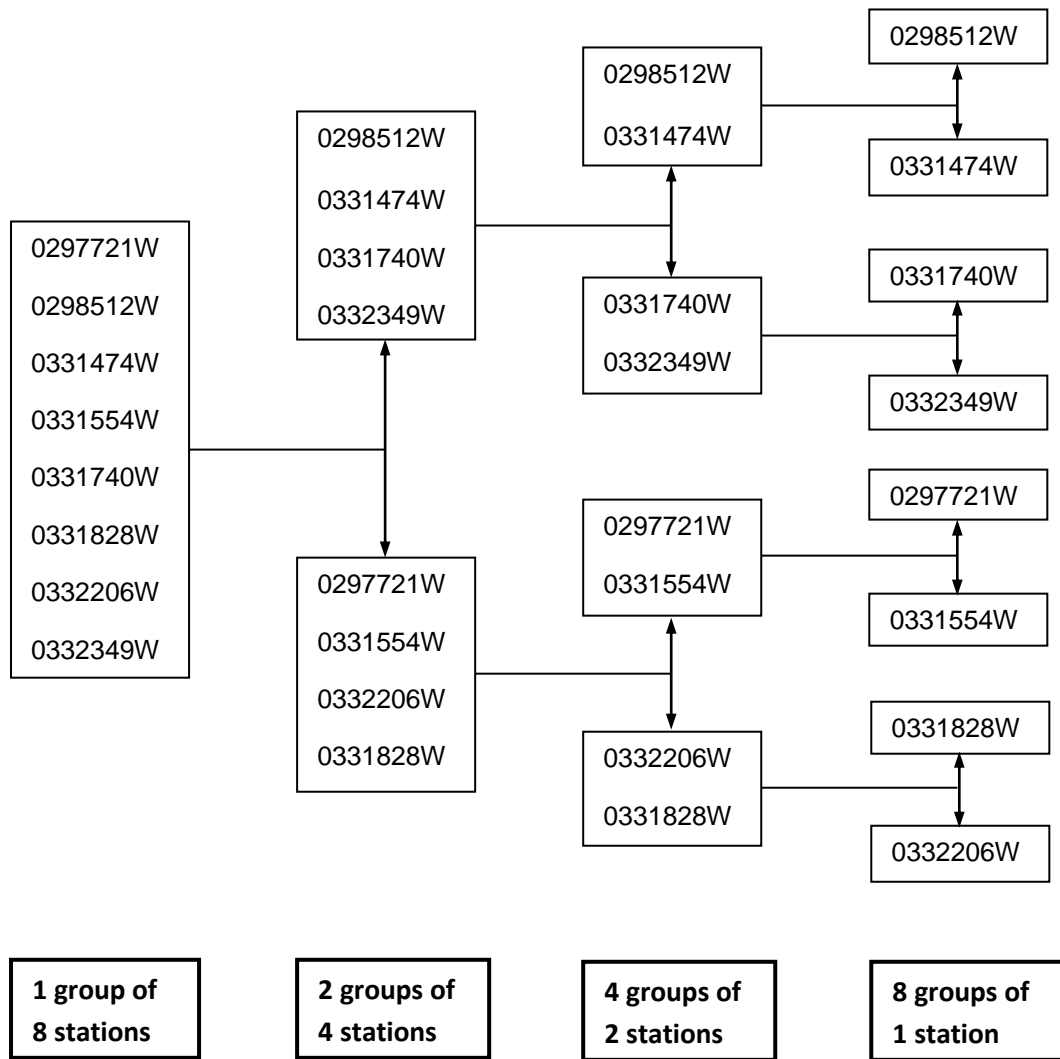 0297721W
0298512W
0331474W
0331554W
0331740W
0331828W
0332206W
0332349W
0298512W
0331474W
0331740W
0332349W
0297721W
0331554W
0332206W
0331828W
0298512W
0331474W
0331740W
0332349W
0297721W
0331554W
0332206W
0331828W
0298512W
0331474W
0331740W
0332349W
0297721W
0331554W
0331828W
0332206W
1 group of
8 stations
2 groups of
4 stations
4 groups of
2 stations
8 groups of
1 station